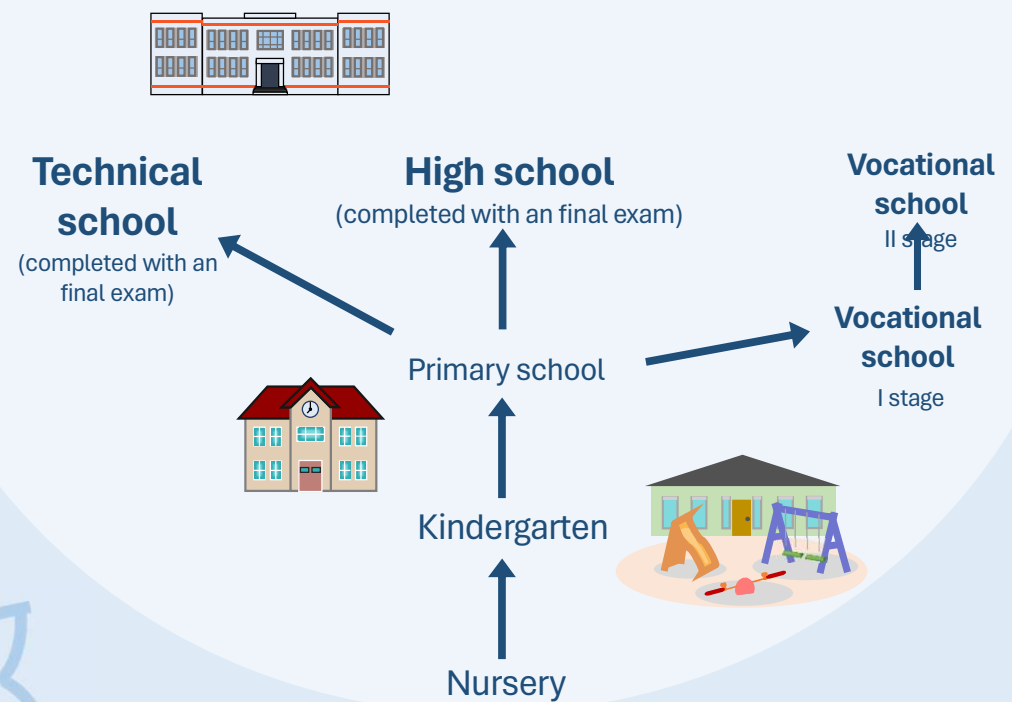 Technical
school
(completed with an
final exam)
High school
(completed with an final exam)
Vocational
school
II stage
Vocational
school
I stage
Primary school
Kindergarten
Nursery